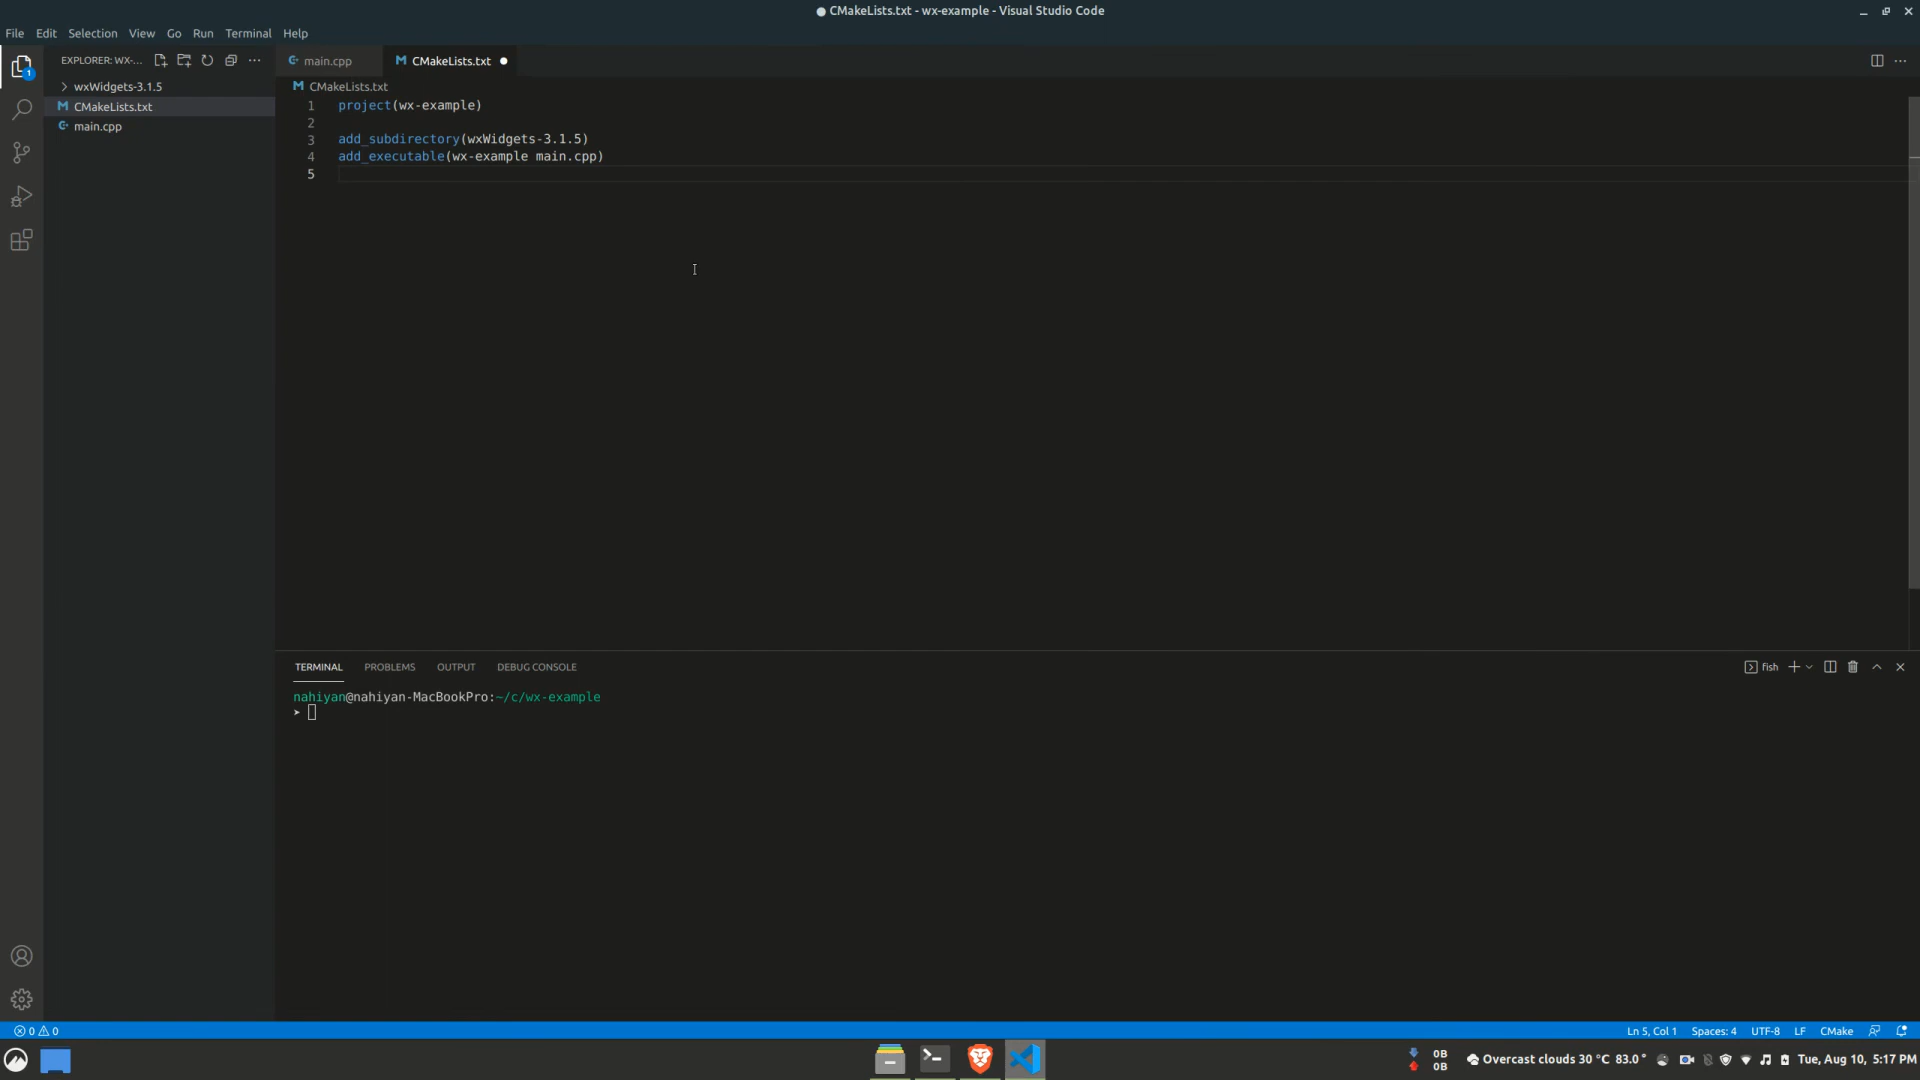 CMakeLists.txt - wx-example - Visual Studio Code
File Edit Selection View Go Run Terminal Help
EXPLORER: WX-...
main.cpp
CMakeLists.txt
1
wxWidgets-3.1.5
CMakeLists.txt
main.cpp
CMakeLists.txt
1 project(wx-example)
2
3 add_subdirectory(wxWidgets-3.1.5)
4 add_executable(wx-example main.cpp)
5
TERMINAL PROBLEMS OUTPUT DEBUG CONSOLE
fish
nahiyan@nahiyan-MacBookPro:~/c/wx-example
➤
0 0
Ln 5, Col 1 Spaces: 4 UTF-8 LF CMake
0B
0B
Overcast clouds 30 °C 83.0°
Tue, Aug 10, 5:17 PM